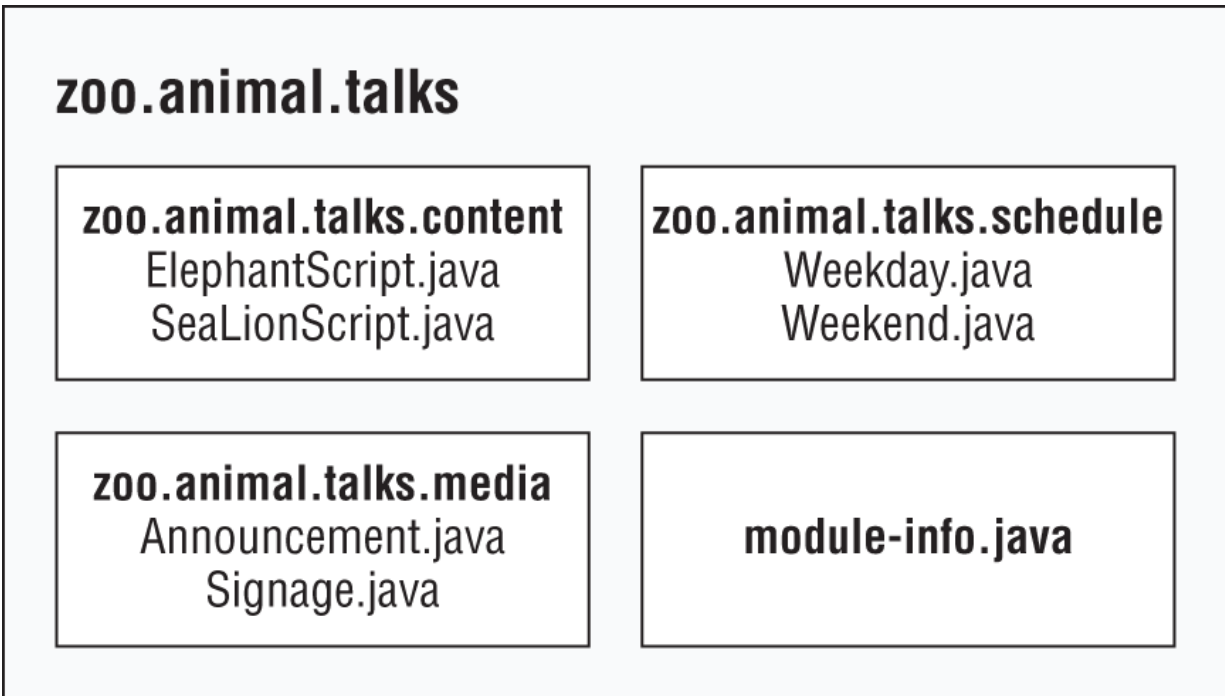 zoo.animal.talks
zoo.animal.talks.content
ElephantScript.java
SeaLionScript.java
zoo.animal.talks.schedule
Weekday.java
Weekend.java
zoo.animal.talks.media
Announcement.java
Signage.java
module-info.java